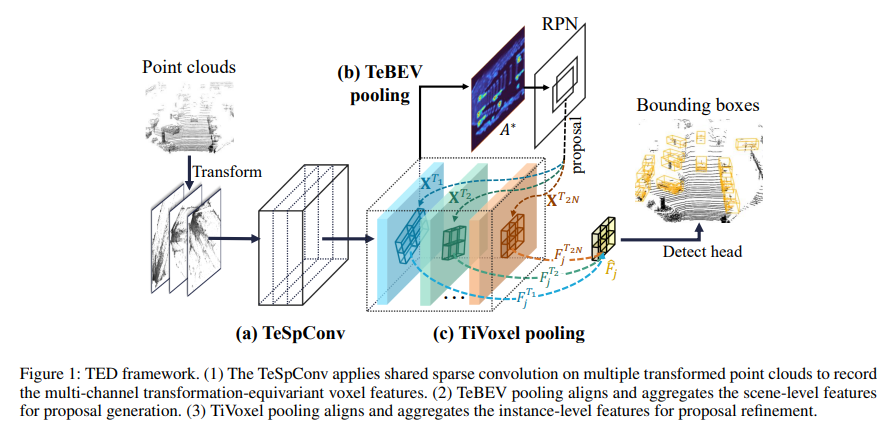 RPN
Point clouds
(b) TeBEV
pooling
A*
proposal
Bounding boxes
Transform
X^{T_1}
X^{T_2}
X^{T_{2N}}
F_j^{T_{2N}}
F_j^{T_2}
F_j^{T_1}
F̂_j
...
Detect head
(a) TeSpConv
(c) TiVoxel pooling
Figure 1: TED framework. (1) The TeSpConv applies shared sparse convolution on multiple transformed point clouds to record
the multi-channel transformation-equivariant voxel features. (2) TeBEV pooling aligns and aggregates the scene-level features
for proposal generation. (3) TiVoxel pooling aligns and aggregates the instance-level features for proposal refinement.